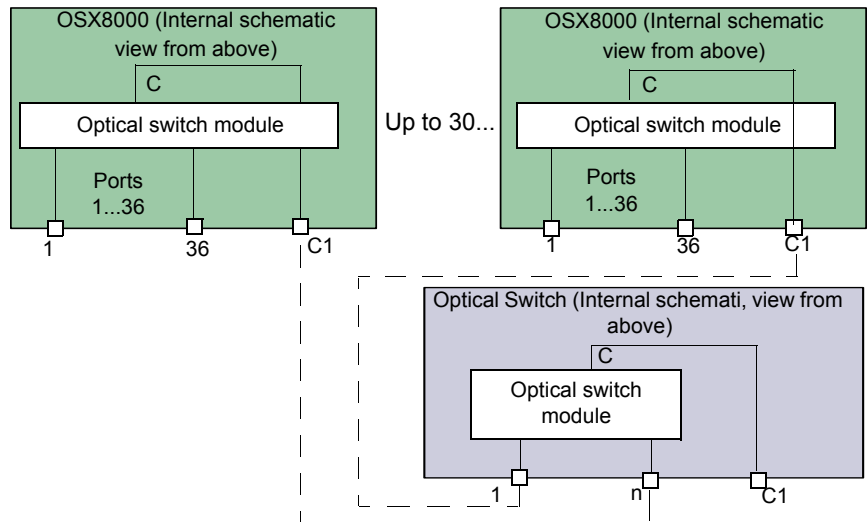 OSX8000 (Internal schematic
view from above)
C
Optical switch module
Ports
1...36
1
36
C1
Up to 30...
OSX8000 (Internal schematic
view from above)
C
Optical switch module
Ports
1...36
1
36
C1
Optical Switch (Internal schemati, view from
above)
C
Optical switch
module
1
n
C1